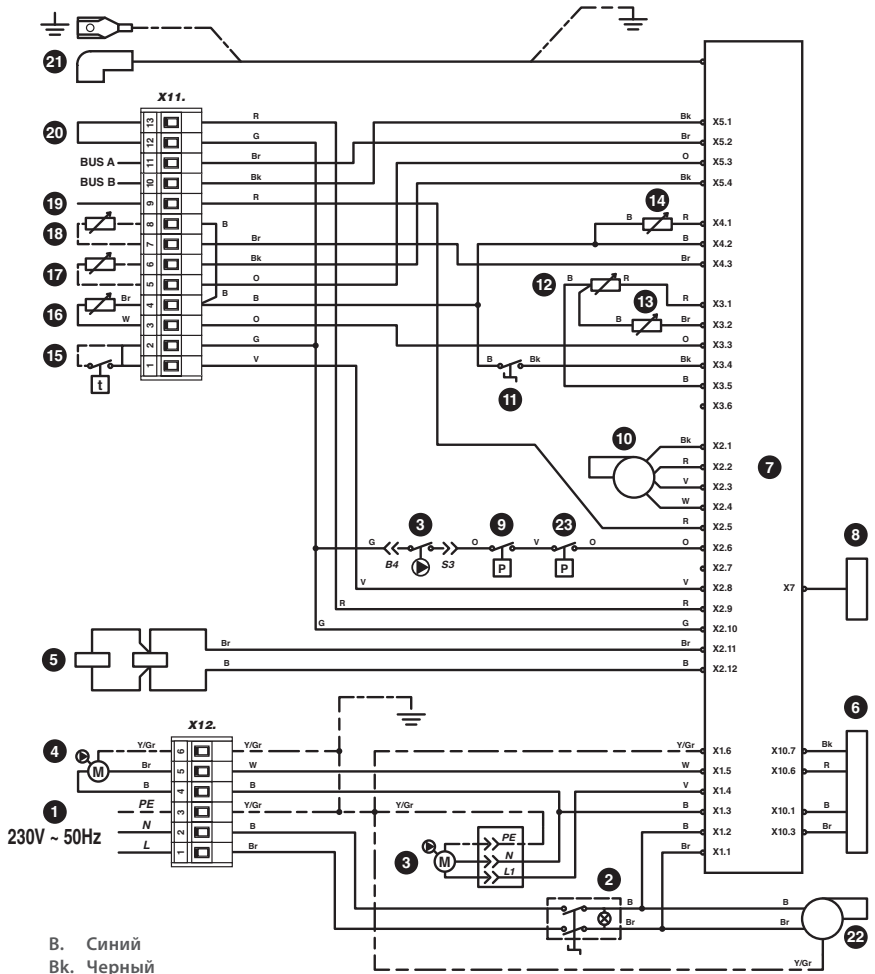 21
X11.
13 R Bk X5.1
20 12 G Br X5.2
BUS A 11 Br O X5.3
BUS B 10 Bk Bk X5.4
19 9 R 14
18 8 B B R X4.1
B X4.2
7 Br Br X4.3
17 6 Bk
5 O B 12 R
16 Br 4 B B R X3.1
13
B Br X3.2
W 3 O O X3.3
15 2 G B Bk Bk X3.4
t 1 V 11 B X3.5
X3.6
10 Bk X2.1
R X2.2 7
V X2.3
W X2.4
3 9 23 R X2.5 8
G B4 S3 O P V P O O X2.6
X2.7
V V X2.8 X7
R R X2.9
G G X2.10
5 Br Br X2.11
B B X2.12
6
X12.
4 Y/Gr 6 Y/Gr Y/Gr X1.6 X10.7 Bk
M Br 5 W W X1.5 X10.6 R
B 4 B V X1.4
1 PE 3 Y/Gr Y/Gr B X1.3 X10.1 B
230V ~ 50Hz N 2 B PE B X1.2 X10.3 Br
L 1 Br 3 M N Br X1.1
L1
2
B B
Br Br 22
Y/Gr
B. Синий
Bk. Черный